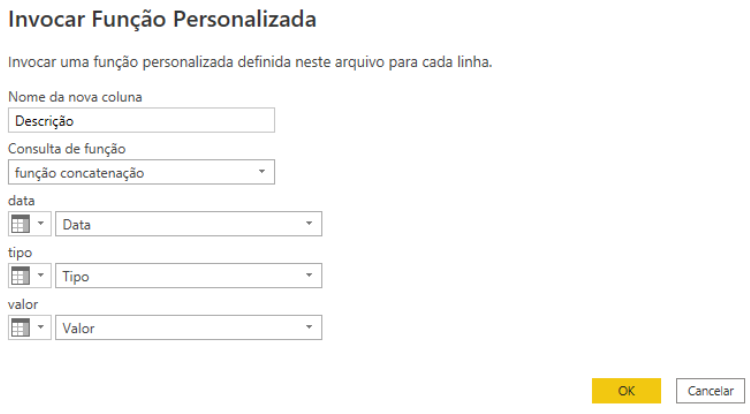 Invocar Função Personalizada
Invocar uma função personalizada definida neste arquivo para cada linha.
Nome da nova coluna
Descrição
Consulta de função
função concatenação
data
Data
tipo
Tipo
valor
Valor
OK Cancelar